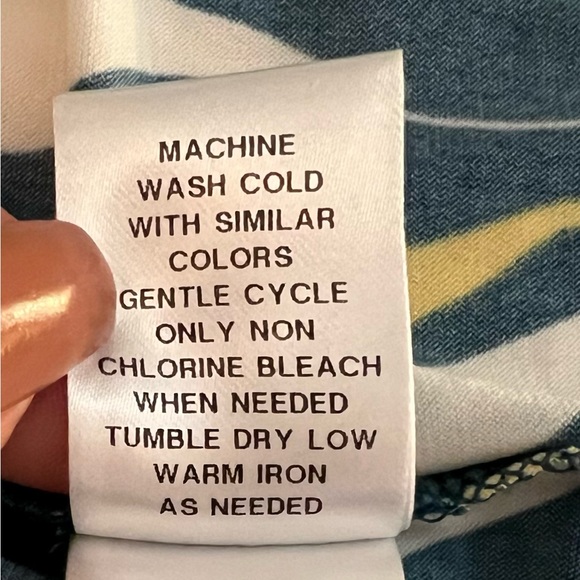 MACHINE
WASH COLD
WITH SIMILAR
COLORS
GENTLE CYCLE
ONLY NON
CHLORINE BLEACH
WHEN NEEDED
TUMBLE DRY LOW
WARM IRON
AS NEEDED